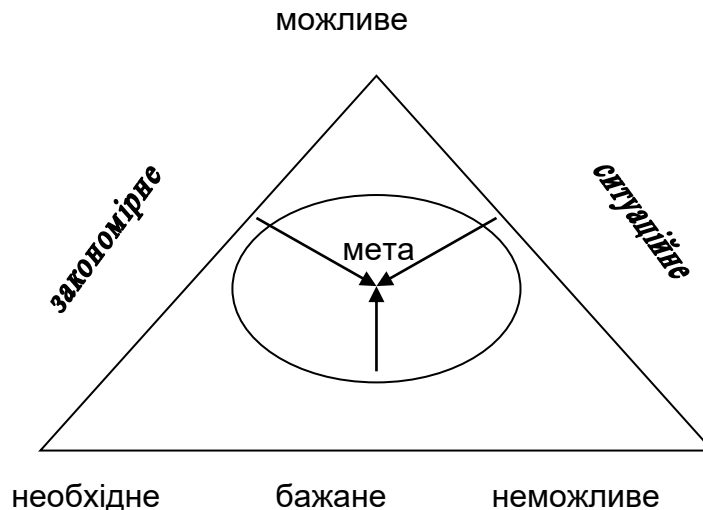 можливе
закономірне
ситуаційне
мета
необхідне бажане неможливе